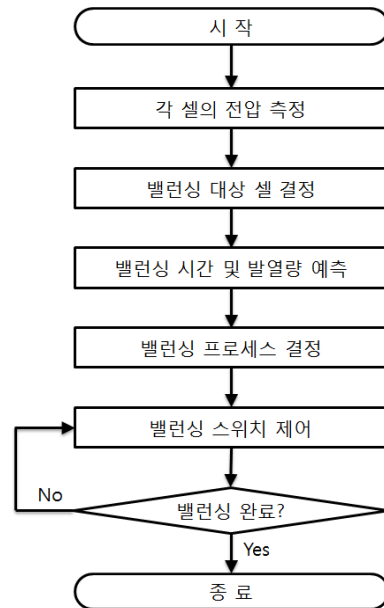 시 작
각 셀의 전압 측정
밸런싱 대상 셀 결정
밸런싱 시간 및 발열량 예측
밸런싱 프로세스 결정
밸런싱 스위치 제어
No
밸런싱 완료?
Yes
종 료